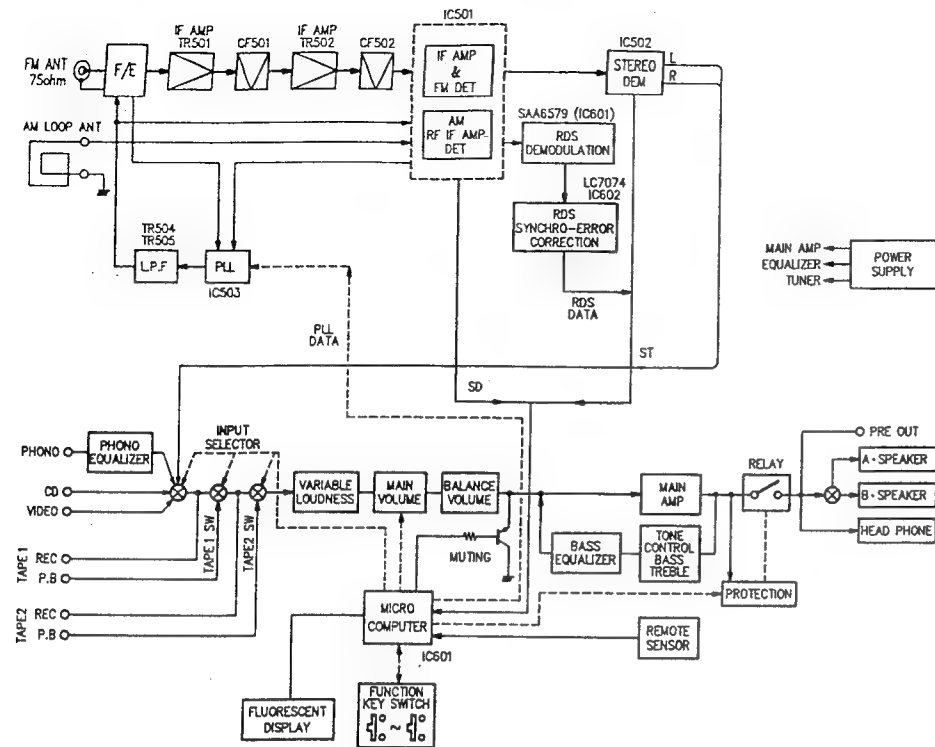 IC501
IF AMP
TR501
CF501
IF AMP
TR502
CF502
IC502
FM ANT
75ohm
F/E
IF AMP
&
FM DET
STEREO
DEM
L
R
AM LOOP ANT
AM
RF IF AMP-
DET
SAA6579 (IC601)
RDS
DEMODULATION
LC7074
IC602
RDS
SYNCHRO-ERROR
CORRECTION
TR504
TR505
L.P.F
PLL
IC503
MAIN AMP
EQUALIZER
TUNER
POWER
SUPPLY
RDS
DATA
PLL
DATA
ST
SD
PHONO
PHONO
EQUALIZER
INPUT
SELECTOR
CD
VIDEO
TAPE1 SW
TAPE2 SW
VARIABLE
LOUDNESS
MAIN
VOLUME
BALANCE
VOLUME
MAIN
AMP
RELAY
PRE OUT
A-SPEAKER
B-SPEAKER
HEAD PHONE
TAPE1
REC
P.B
TAPE2
REC
P.B
MUTING
BASS
EQUALIZER
TONE
CONTROL
BASS
TREBLE
PROTECTION
MICRO
COMPUTER
IC601
REMOTE
SENSOR
FLUORESCENT
DISPLAY
FUNCTION
KEY SWITCH
~